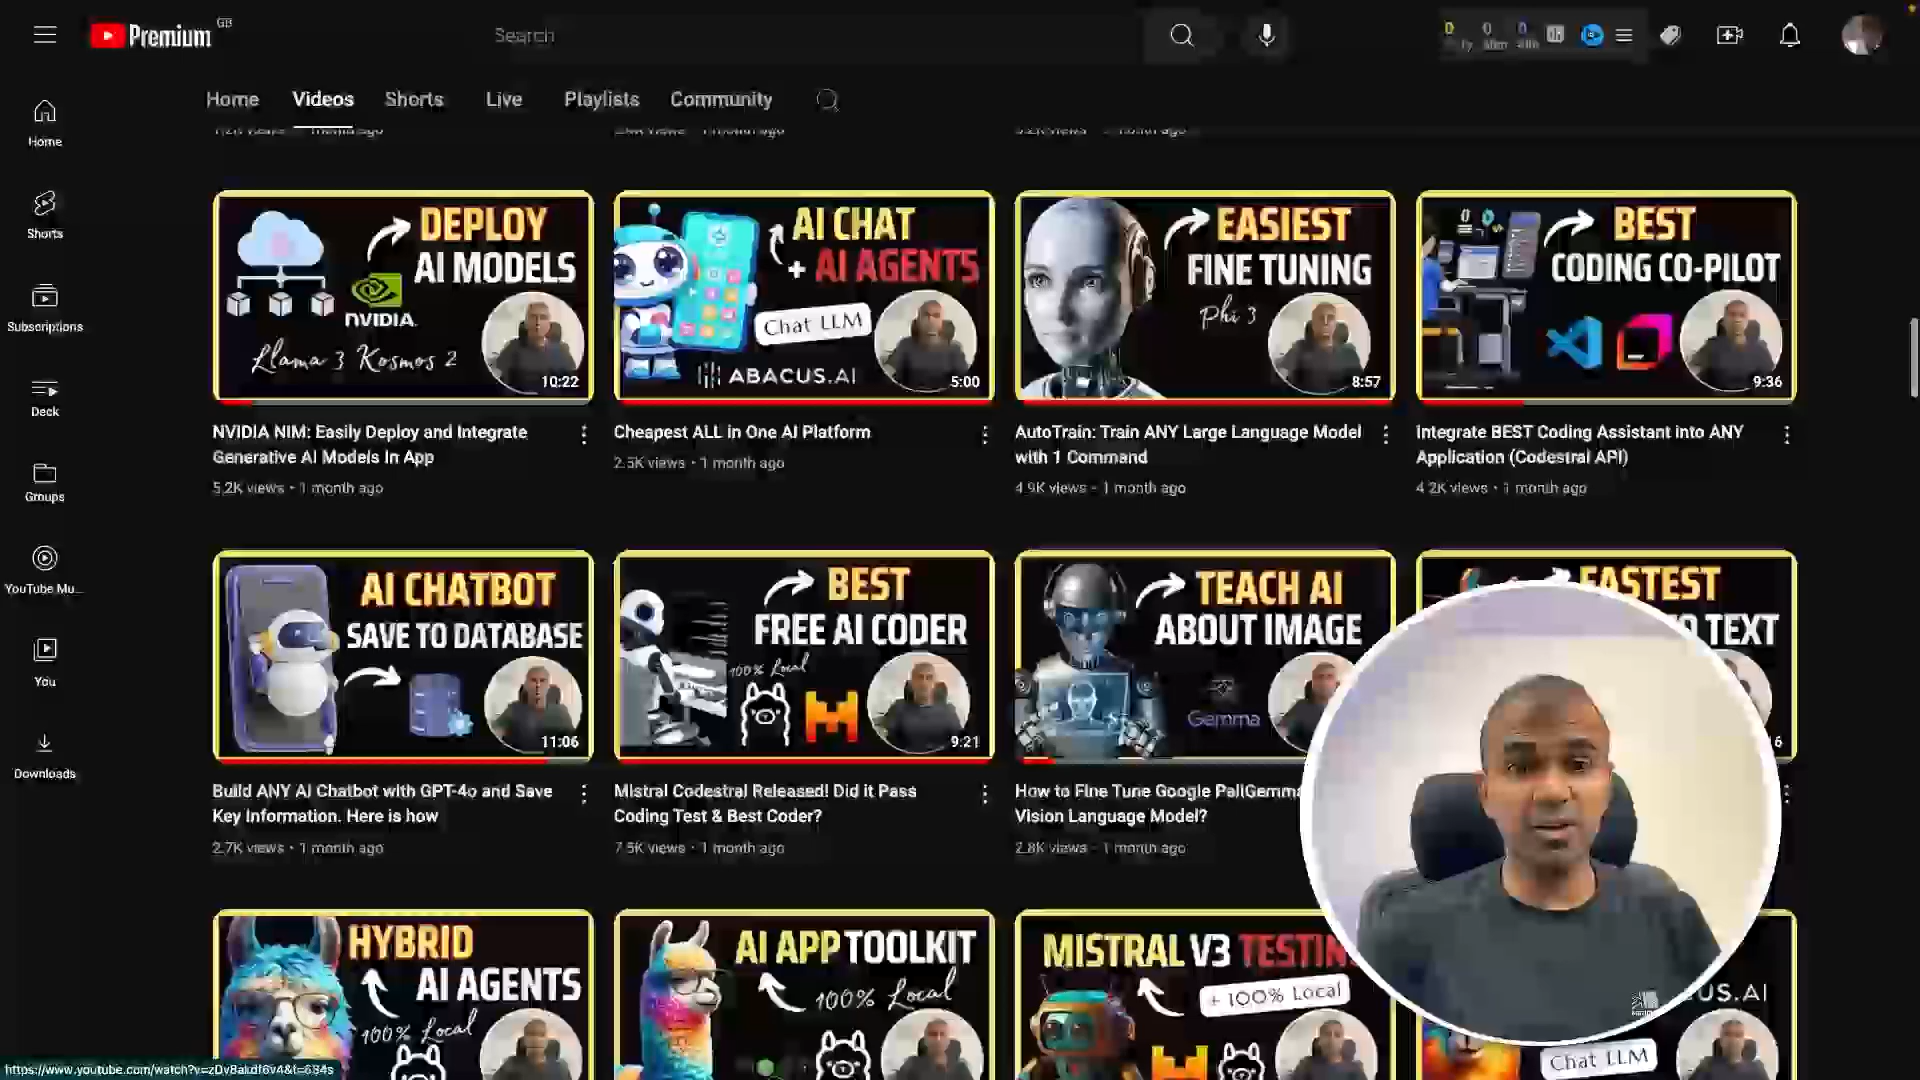 Premium GB
Search
Home
Videos
Shorts
Live
Playlists
Community
Home
Shorts
Subscriptions
Deck
Groups
YouTube Mu...
You
Downloads
DEPLOY
AI MODELS
NVIDIA.
Llama 3 Kosmos 2
10:22
NVIDIA NIM: Easily Deploy and Integrate
Generative AI Models in App
5.2K views • 1 month ago
AI CHAT
+ AI AGENTS
Chat LLM
ABACUS.AI
5:00
Cheapest ALL in One AI Platform
2.5K views • 1 month ago
EASIEST
FINE TUNING
Phi 3
8:57
AutoTrain: Train ANY Large Language Model
with 1 Command
4.9K views • 1 month ago
BEST
CODING CO-PILOT
9:36
Integrate BEST Coding Assistant into ANY
Application (Codestral API)
4.2K views • 1 month ago
AI CHATBOT
SAVE TO DATABASE
11:06
Build ANY AI Chatbot with GPT-4o and Save
Key Information. Here is how
2.7K views • 1 month ago
BEST
FREE AI CODER
100% Local
9:21
Mistral Codestral Released! Did it Pass
Coding Test & Best Coder?
7.5K views • 1 month ago
TEACH AI
ABOUT IMAGE
Gemma
How to Fine Tune Google PaliGemma
Vision Language Model?
2.8K views • 1 month ago
FASTEST
TEXT
HYBRID
AI AGENTS
100% Local
AI APP TOOLKIT
100% Local
MISTRAL V3 TESTIN
+ 100% Local
US.AI
Chat LLM